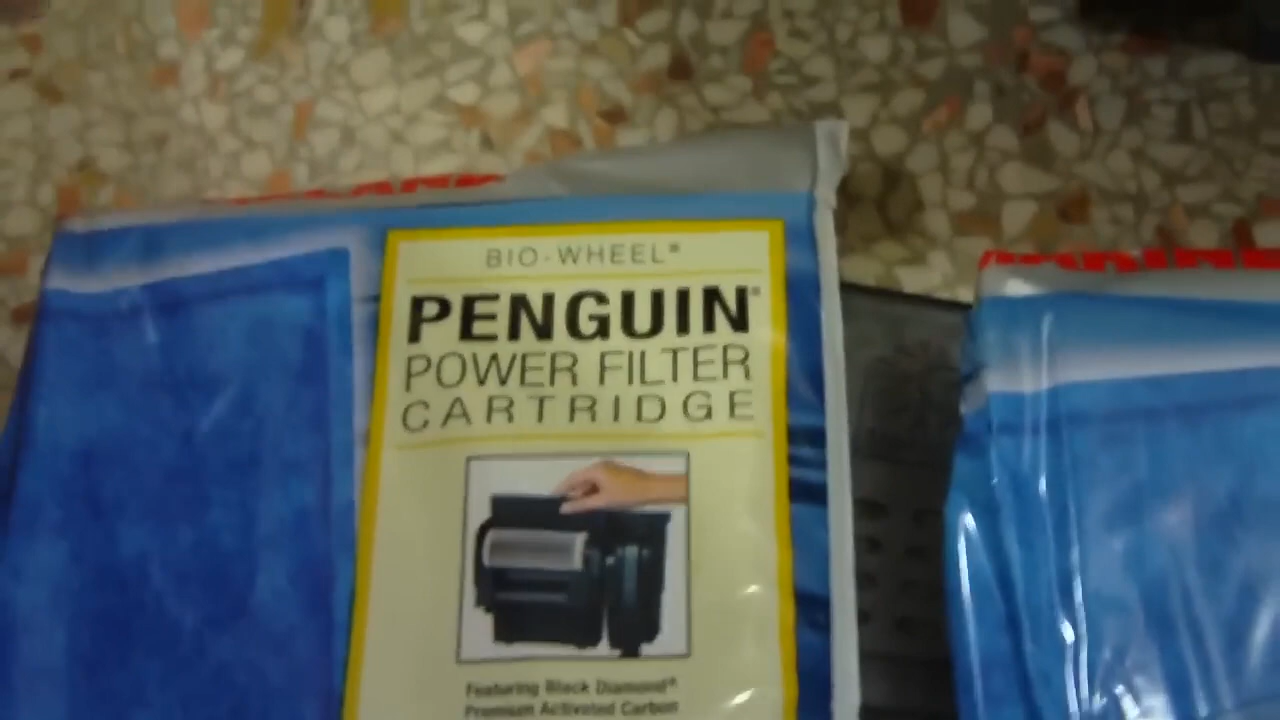 BIO-WHEEL®
PENGUIN®
POWER FILTER
CARTRIDGE
Featuring Black Diamond®
Premium Activated Carbon